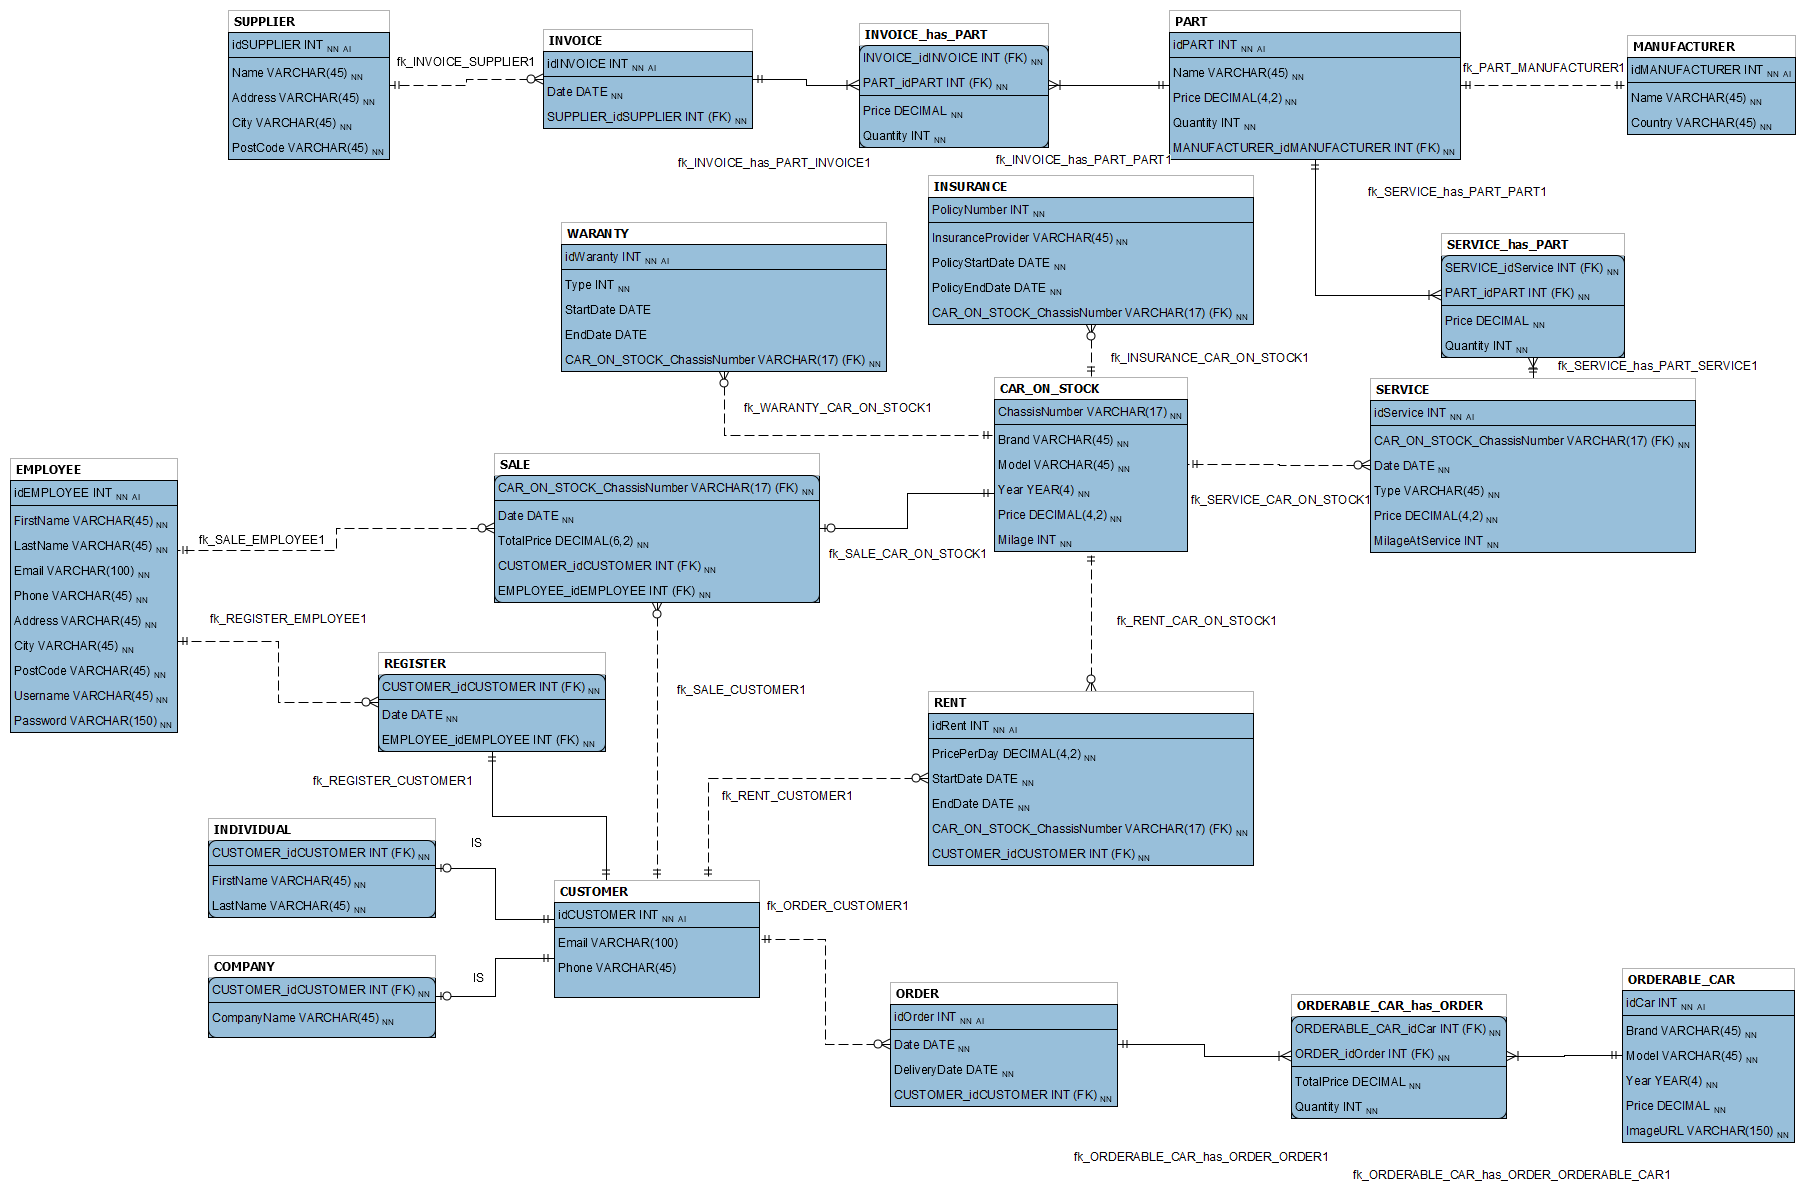 SUPPLIER
idSUPPLIER INT NN AI
Name VARCHAR(45) NN
Address VARCHAR(45) NN
City VARCHAR(45) NN
PostCode VARCHAR(45) NN
fk_INVOICE_SUPPLIER1
INVOICE
idINVOICE INT NN AI
Date DATE NN
SUPPLIER_idSUPPLIER INT (FK) NN
fk_INVOICE_has_PART_INVOICE1
INVOICE_has_PART
INVOICE_idINVOICE INT (FK) NN
PART_idPART INT (FK) NN
Price DECIMAL NN
Quantity INT NN
fk_INVOICE_has_PART_PART1
PART
idPART INT NN AI
Name VARCHAR(45) NN
Price DECIMAL(4,2) NN
Quantity INT NN
MANUFACTURER_idMANUFACTURER INT (FK) NN
fk_PART_MANUFACTURER1
MANUFACTURER
idMANUFACTURER INT NN AI
Name VARCHAR(45) NN
Country VARCHAR(45) NN
fk_SERVICE_has_PART_PART1
INSURANCE
PolicyNumber INT NN
InsuranceProvider VARCHAR(45) NN
PolicyStartDate DATE NN
PolicyEndDate DATE NN
CAR_ON_STOCK_ChassisNumber VARCHAR(17) (FK) NN
fk_INSURANCE_CAR_ON_STOCK1
WARANTY
idWaranty INT NN AI
Type INT NN
StartDate DATE
EndDate DATE
CAR_ON_STOCK_ChassisNumber VARCHAR(17) (FK) NN
fk_WARANTY_CAR_ON_STOCK1
SERVICE_has_PART
SERVICE_idService INT (FK) NN
PART_idPART INT (FK) NN
Price DECIMAL NN
Quantity INT NN
fk_SERVICE_has_PART_SERVICE1
CAR_ON_STOCK
ChassisNumber VARCHAR(17) NN
Brand VARCHAR(45) NN
Model VARCHAR(45) NN
Year YEAR(4) NN
Price DECIMAL(4,2) NN
Milage INT NN
SERVICE
idService INT NN AI
CAR_ON_STOCK_ChassisNumber VARCHAR(17) (FK) NN
Date DATE NN
Type VARCHAR(45) NN
Price DECIMAL(4,2) NN
MilageAtService INT NN
fk_SERVICE_CAR_ON_STOCK1
EMPLOYEE
idEMPLOYEE INT NN AI
FirstName VARCHAR(45) NN
LastName VARCHAR(45) NN
Email VARCHAR(100) NN
Phone VARCHAR(45) NN
Address VARCHAR(45) NN
City VARCHAR(45) NN
PostCode VARCHAR(45) NN
Username VARCHAR(45) NN
Password VARCHAR(150) NN
fk_SALE_EMPLOYEE1
SALE
CAR_ON_STOCK_ChassisNumber VARCHAR(17) (FK) NN
Date DATE NN
TotalPrice DECIMAL(6,2) NN
CUSTOMER_idCUSTOMER INT (FK) NN
EMPLOYEE_idEMPLOYEE INT (FK) NN
fk_SALE_CAR_ON_STOCK1
fk_REGISTER_EMPLOYEE1
fk_RENT_CAR_ON_STOCK1
REGISTER
CUSTOMER_idCUSTOMER INT (FK) NN
Date DATE NN
EMPLOYEE_idEMPLOYEE INT (FK) NN
fk_SALE_CUSTOMER1
fk_REGISTER_CUSTOMER1
RENT
idRent INT NN AI
PricePerDay DECIMAL(4,2) NN
StartDate DATE NN
EndDate DATE NN
CAR_ON_STOCK_ChassisNumber VARCHAR(17) (FK) NN
CUSTOMER_idCUSTOMER INT (FK) NN
fk_RENT_CUSTOMER1
INDIVIDUAL
CUSTOMER_idCUSTOMER INT (FK) NN
FirstName VARCHAR(45) NN
LastName VARCHAR(45) NN
IS
CUSTOMER
idCUSTOMER INT NN AI
Email VARCHAR(100)
Phone VARCHAR(45)
fk_ORDER_CUSTOMER1
COMPANY
CUSTOMER_idCUSTOMER INT (FK) NN
CompanyName VARCHAR(45) NN
IS
ORDER
idOrder INT NN AI
Date DATE NN
DeliveryDate DATE NN
CUSTOMER_idCUSTOMER INT (FK) NN
ORDERABLE_CAR_has_ORDER
ORDERABLE_CAR_idCar INT (FK) NN
ORDER_idOrder INT (FK) NN
TotalPrice DECIMAL NN
Quantity INT NN
ORDERABLE_CAR
idCar INT NN AI
Brand VARCHAR(45) NN
Model VARCHAR(45) NN
Year YEAR(4) NN
Price DECIMAL NN
ImageURL VARCHAR(150) NN
fk_ORDERABLE_CAR_has_ORDER_ORDER1
fk_ORDERABLE_CAR_has_ORDER_ORDERABLE_CAR1